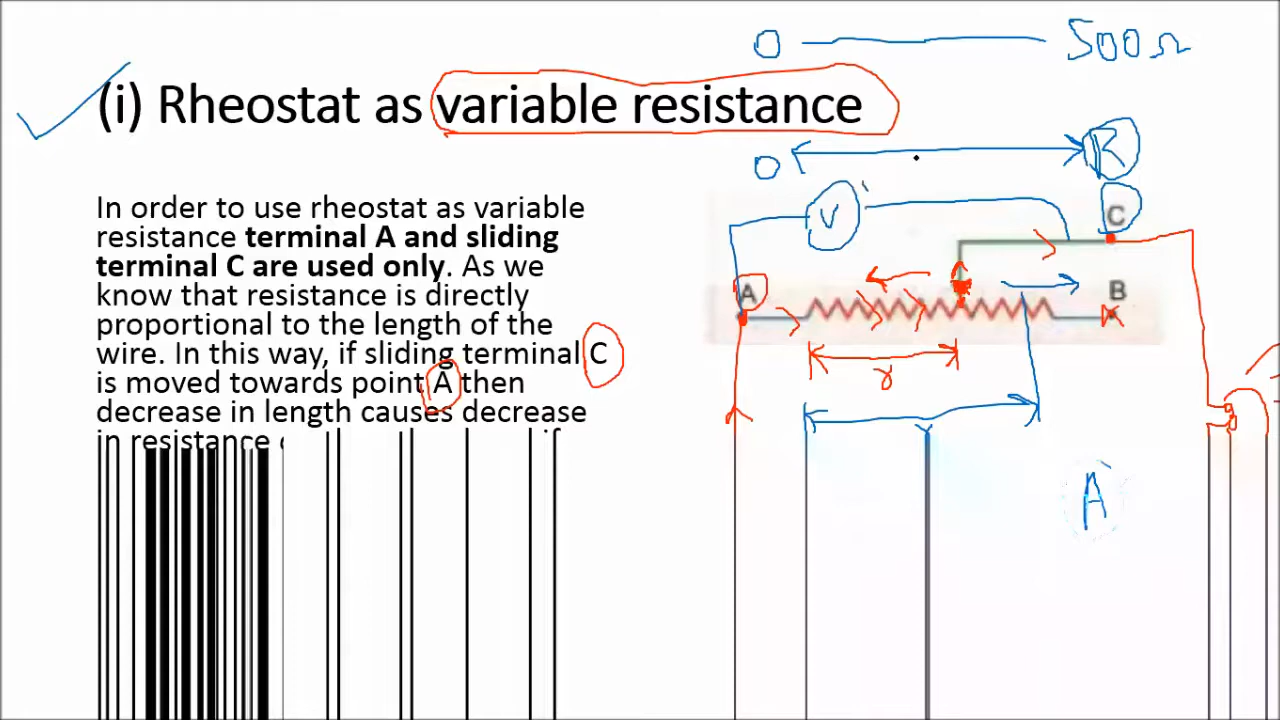 0 500Ω
(i) Rheostat as variable resistance
0 R
In order to use rheostat as variable
resistance terminal A and sliding
terminal C are used only. As we
know that resistance is directly
proportional to the length of the
wire. In this way, if sliding terminal C
is moved towards point A then
decrease in length causes decrease
in resistance
V
C
A
B
r
A